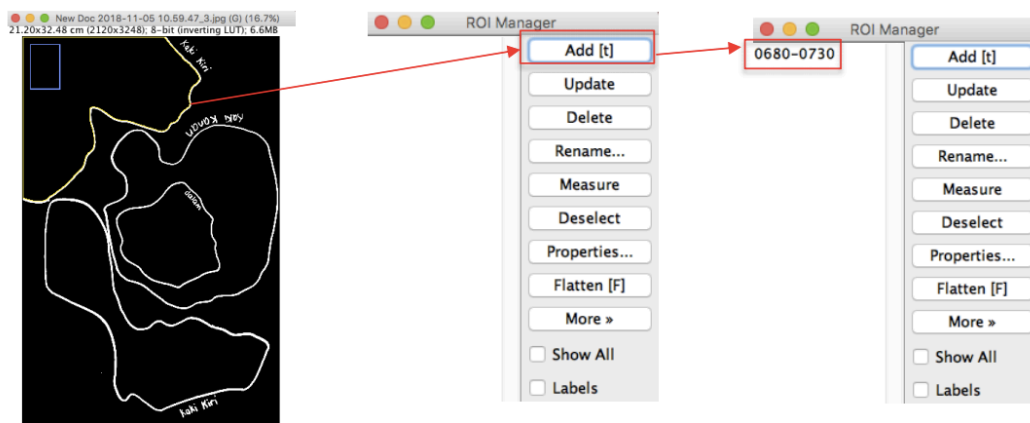 New Doc 2018-11-05 10.59.47_3.jpg (G) (16.7%)
21.20x32.48 cm (2120x3248); 8-bit (inverting LUT); 6.6MB
Kaki Kiri
Kaki Kanan
dalam
Kaki Kiri
ROI Manager
Add [t]
Update
Delete
Rename...
Measure
Deselect
Properties...
Flatten [F]
More »
Show All
Labels
ROI Manager
0680-0730
Add [t]
Update
Delete
Rename...
Measure
Deselect
Properties...
Flatten [F]
More »
Show All
Labels